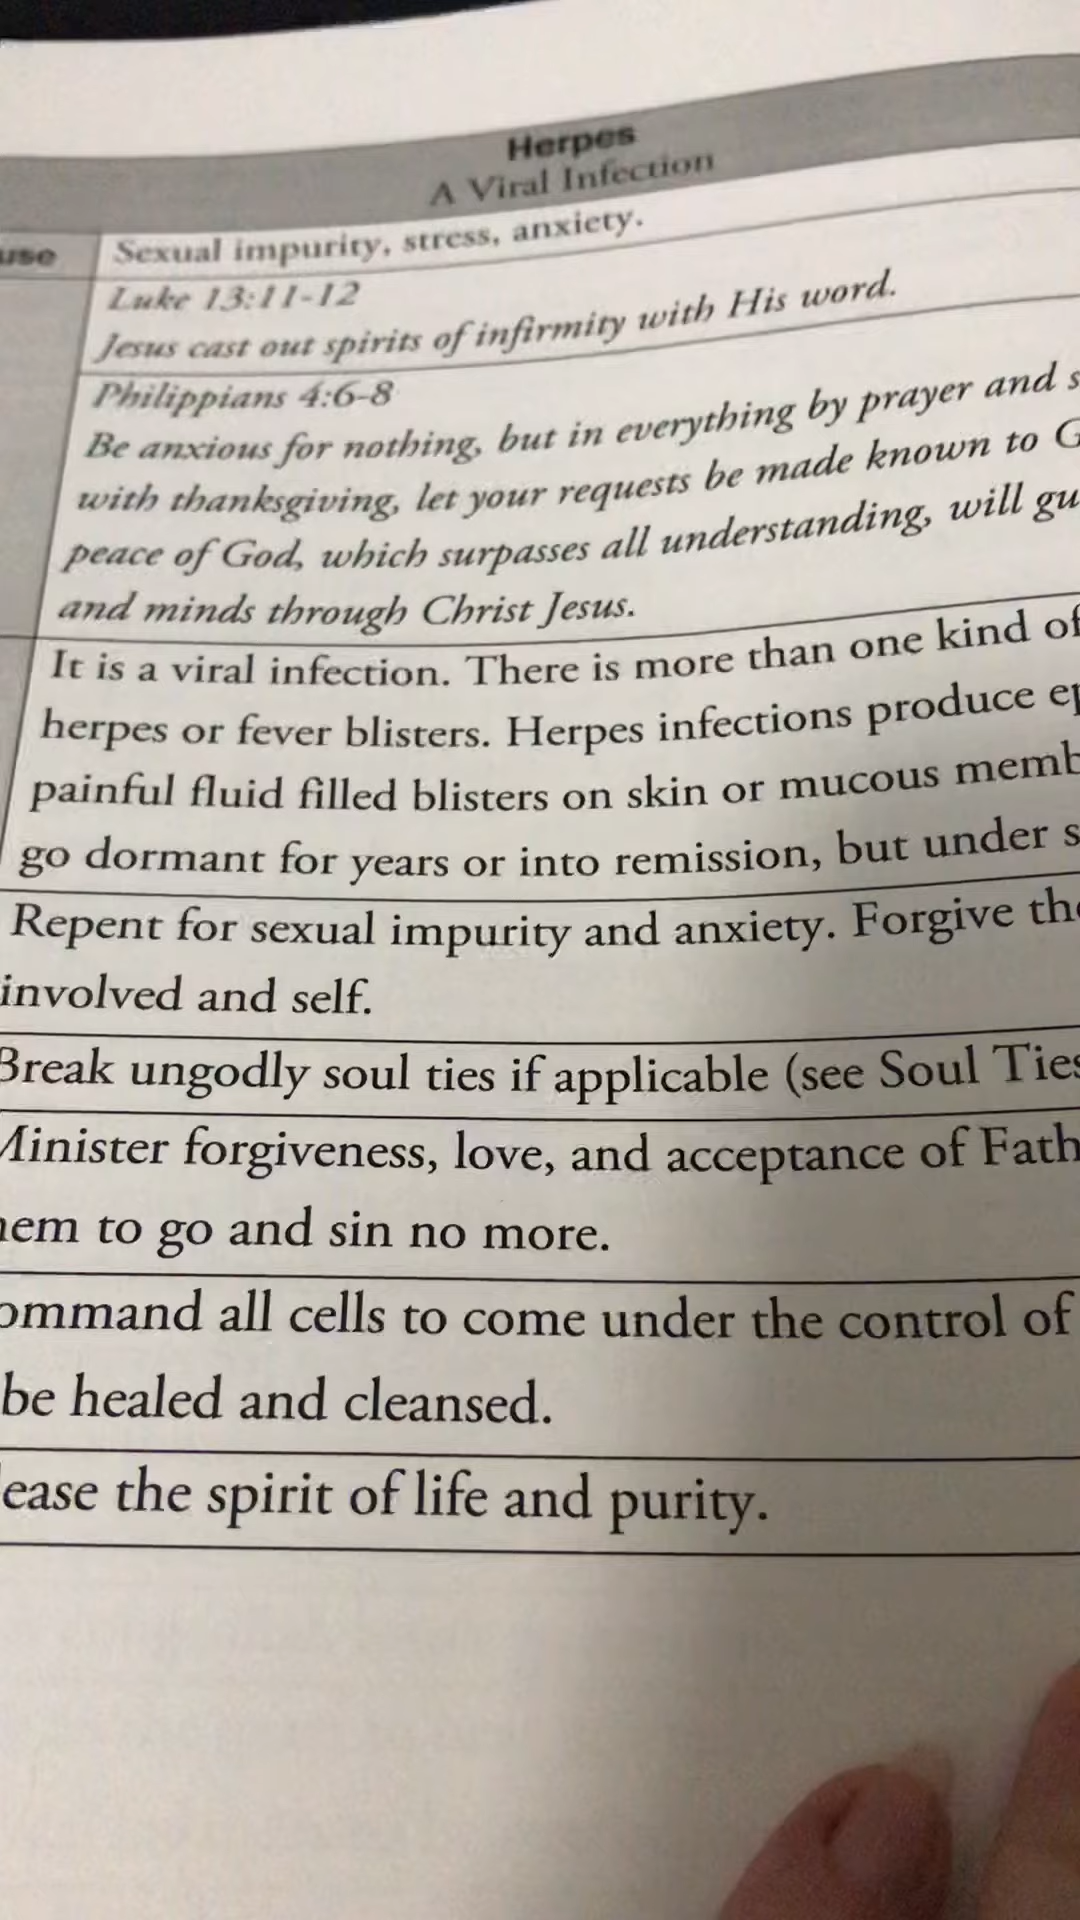 Herpes
A Viral Infection
use Sexual impurity, stress, anxiety.
Luke 13:11-12
Jesus cast out spirits of infirmity with His word.
Philippians 4:6-8
Be anxious for nothing, but in everything by prayer and s
with thanksgiving, let your requests be made known to G
peace of God, which surpasses all understanding, will gu
and minds through Christ Jesus.
It is a viral infection. There is more than one kind of
herpes or fever blisters. Herpes infections produce ep
painful fluid filled blisters on skin or mucous memb
go dormant for years or into remission, but under s
Repent for sexual impurity and anxiety. Forgive the
involved and self.
Break ungodly soul ties if applicable (see Soul Ties
Minister forgiveness, love, and acceptance of Fath
hem to go and sin no more.
ommand all cells to come under the control of
be healed and cleansed.
lease the spirit of life and purity.